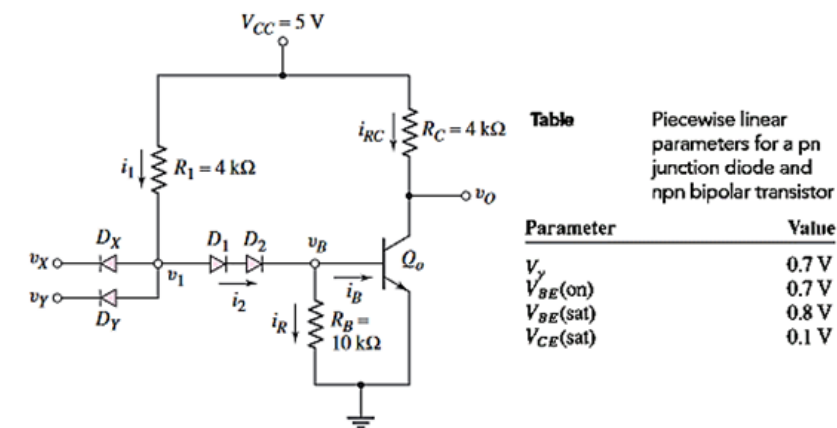 V_CC = 5 V
i_RC
R_C = 4 kΩ
i_1
R_1 = 4 kΩ
v_O
D_X
D_1
D_2
v_B
Q_o
v_X
v_1
v_Y
D_Y
i_2
i_B
i_R
R_B =
10 kΩ
Table
Piecewise linear
parameters for a pn
junction diode and
npn bipolar transistor
Parameter Value
V_γ 0.7 V
V_BE(on) 0.7 V
V_BE(sat) 0.8 V
V_CE(sat) 0.1 V